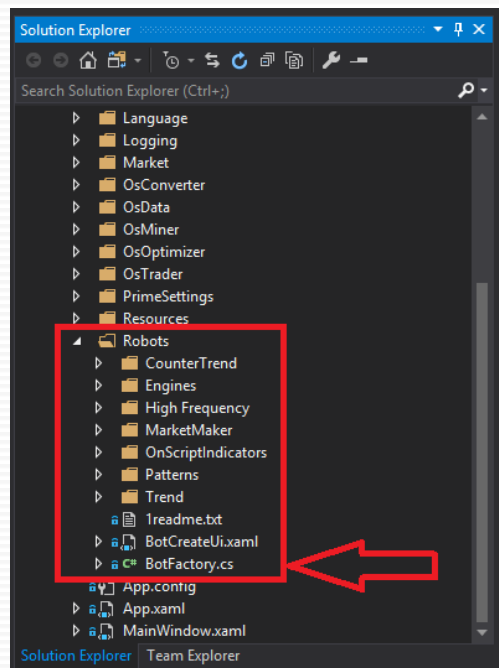 Solution Explorer
Search Solution Explorer (Ctrl+;)
Language
Logging
Market
OsConverter
OsData
OsMiner
OsOptimizer
OsTrader
PrimeSettings
Resources
Robots
CounterTrend
Engines
High Frequency
MarketMaker
OnScriptIndicators
Patterns
Trend
1readme.txt
BotCreateUi.xaml
C# BotFactory.cs
App.config
App.xaml
MainWindow.xaml
Solution Explorer Team Explorer